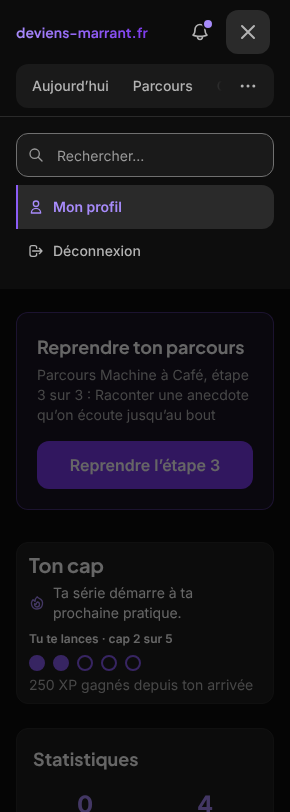 deviens-marrant.fr
Aujourd'hui Parcours
Rechercher...
Mon profil
Déconnexion
Reprendre ton parcours
Parcours Machine à Café, étape
3 sur 3 : Raconter une anecdote
qu'on écoute jusqu'au bout
Reprendre l'étape 3
Ton cap
Ta série démarre à ta
prochaine pratique.
Tu te lances · cap 2 sur 5
250 XP gagnés depuis ton arrivée
Statistiques
0 4